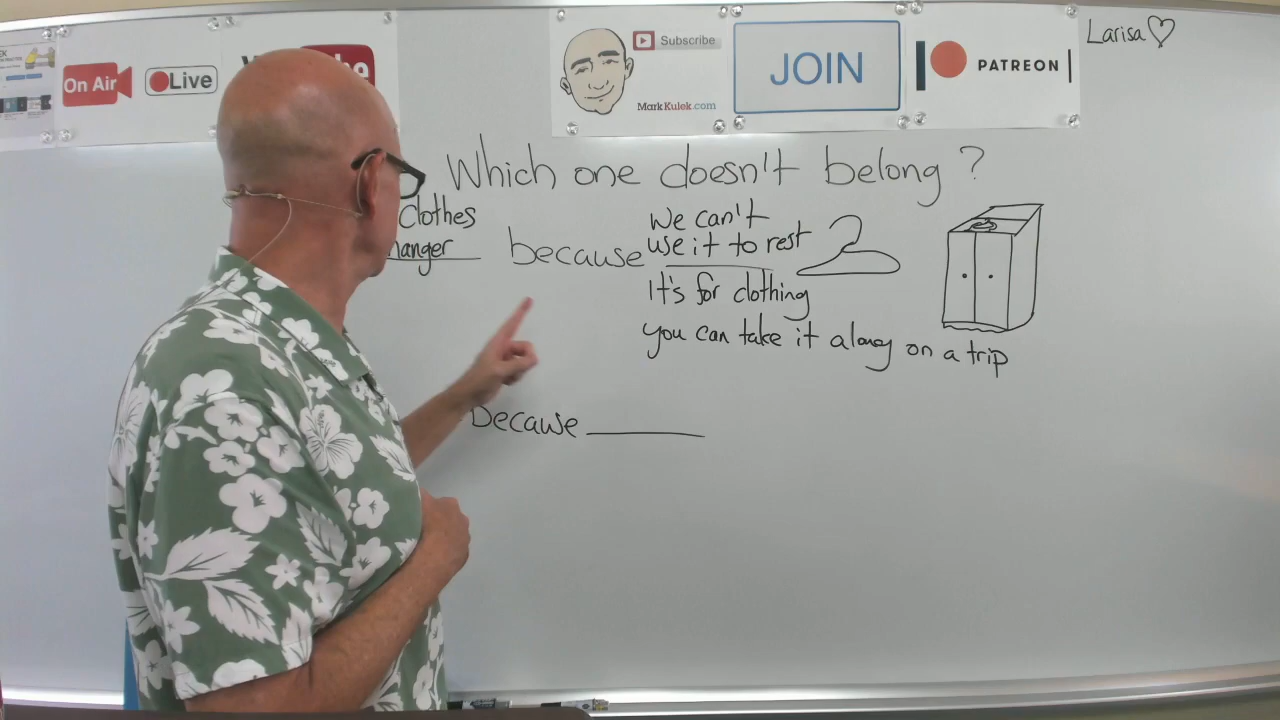 On Air
Live
Subscribe
MarkKulek.com
JOIN
PATREON
Larisa
Which one doesn't belong?
clothes
hanger
because
We can't
use it to rest
It's for clothing
you can take it along on a trip
because